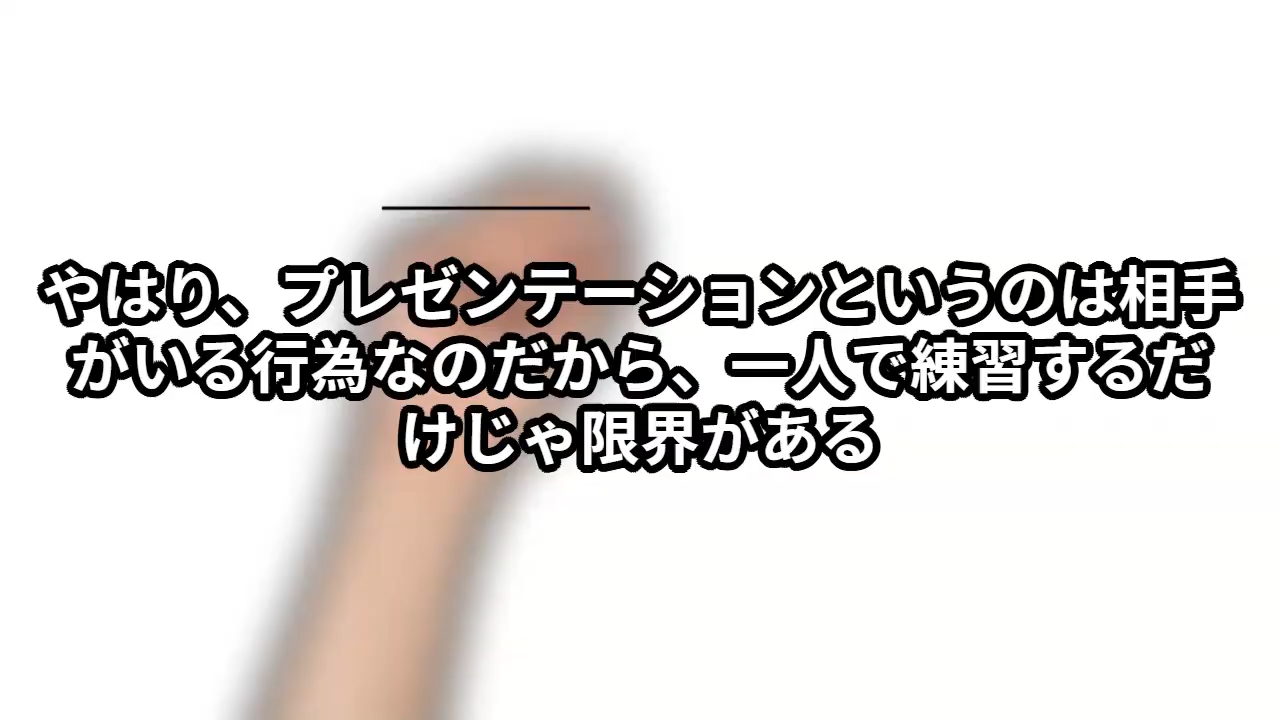 やはり、プレゼンテーションというのは相手
がいる行為なのだから、一人で練習するだ
けじゃ限界がある